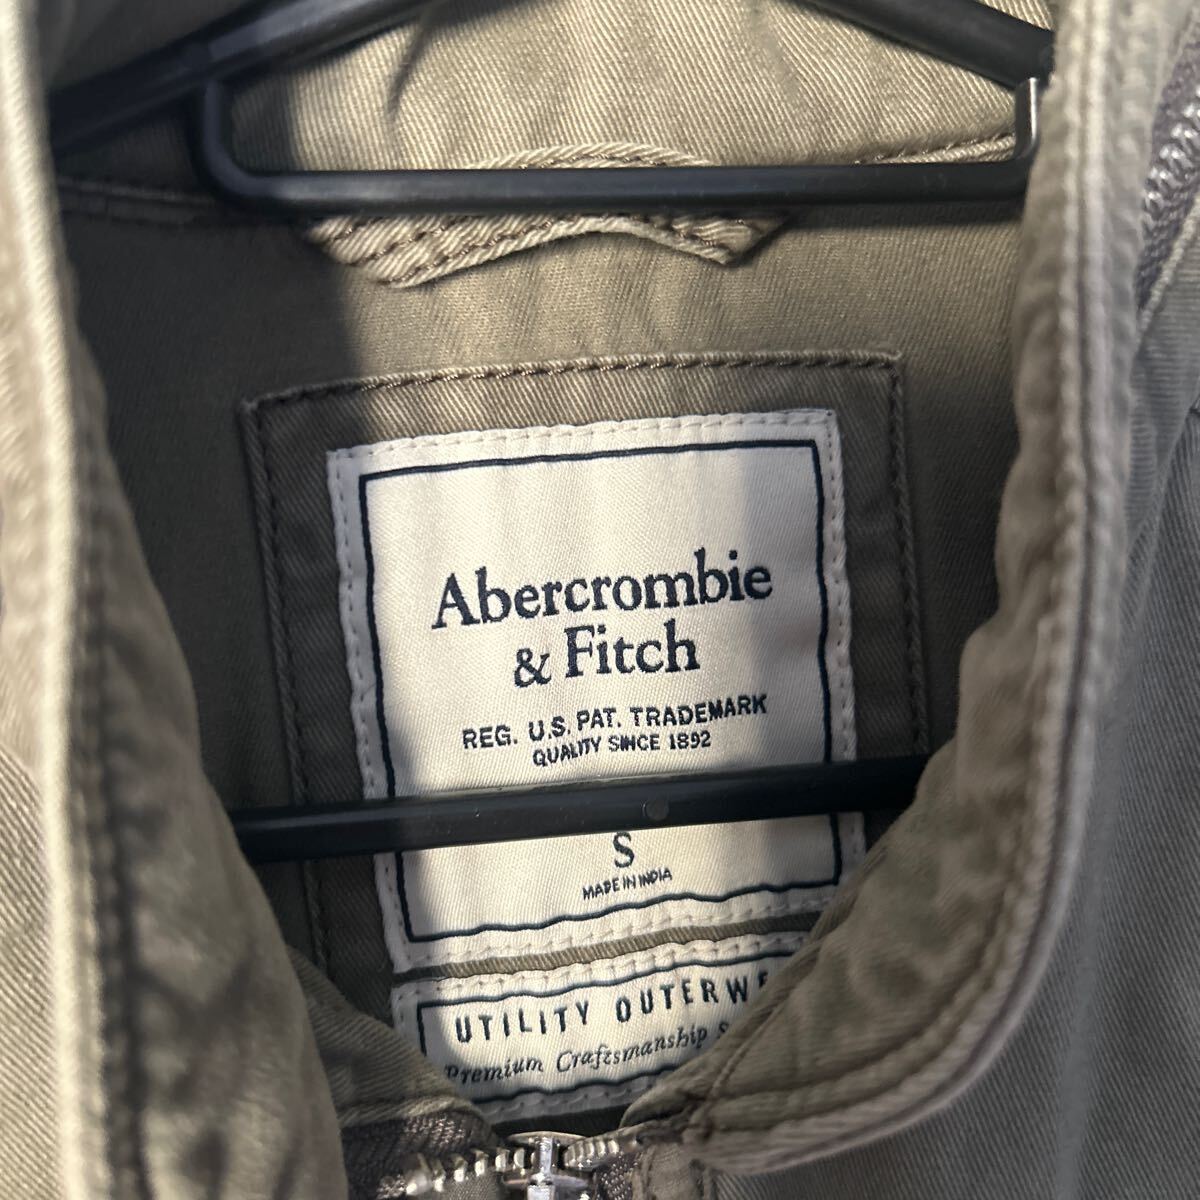 Abercrombie
& Fitch
REG. U.S. PAT. TRADEMARK
QUALITY SINCE 1892
S
MADE IN INDIA
UTILITY OUTERWE
Premium Craftsmanship S